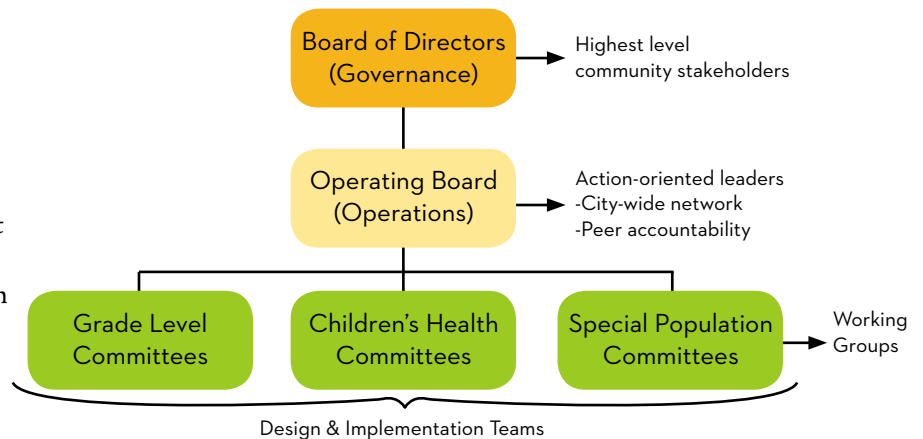 Board of Directors
(Governance)
Highest level
community stakeholders
Operating Board
(Operations)
Action-oriented leaders
-City-wide network
-Peer accountability
Grade Level
Committees
Children's Health
Committees
Special Population
Committees
Working
Groups
Design & Implementation Teams